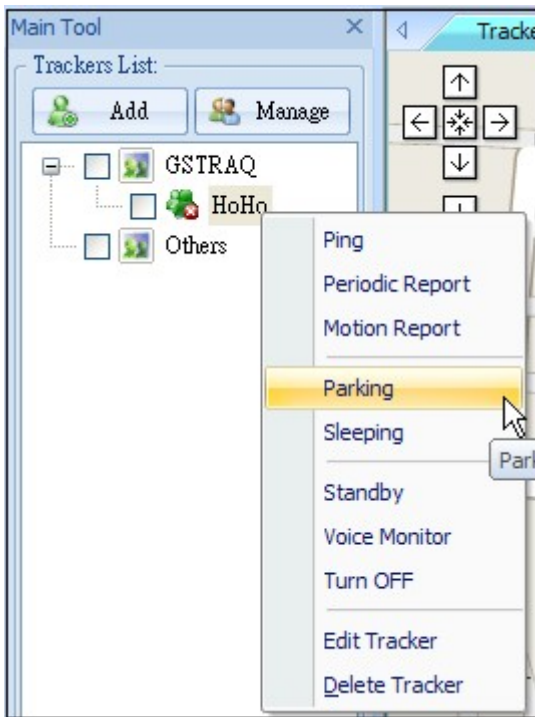 Main Tool
Tracke
Trackers List:
Add
Manage
GSTRAQ
HoHo
Others
Ping
Periodic Report
Motion Report
Parking
Sleeping
Park
Standby
Voice Monitor
Turn OFF
Edit Tracker
Delete Tracker